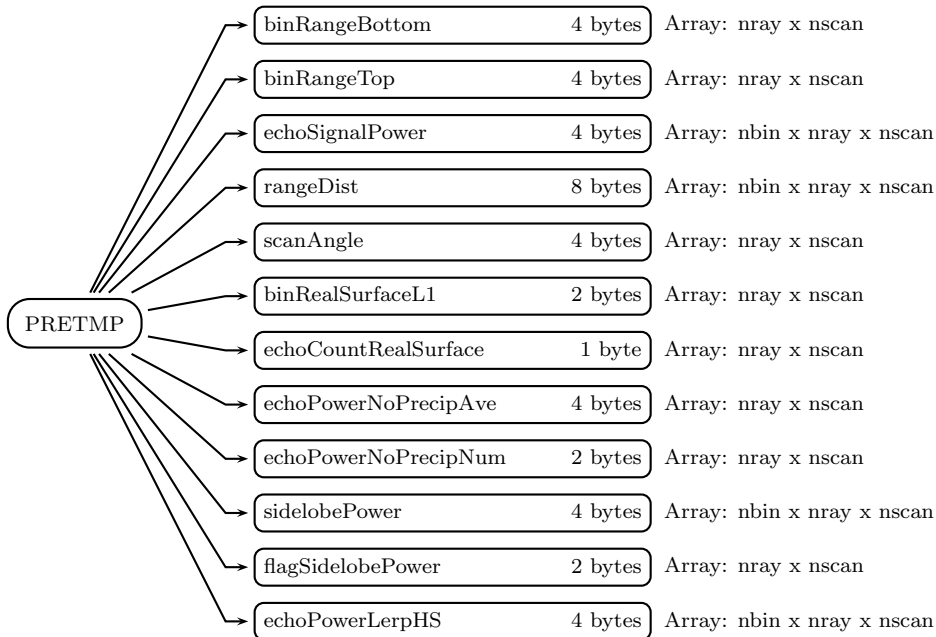 binRangeBottom 4 bytes Array: nray x nscan
binRangeTop 4 bytes Array: nray x nscan
echoSignalPower 4 bytes Array: nbin x nray x nscan
rangeDist 8 bytes Array: nbin x nray x nscan
scanAngle 4 bytes Array: nray x nscan
binRealSurfaceL1 2 bytes Array: nray x nscan
PRETMP
echoCountRealSurface 1 byte Array: nray x nscan
echoPowerNoPrecipAve 4 bytes Array: nray x nscan
echoPowerNoPrecipNum 2 bytes Array: nray x nscan
sidelobePower 4 bytes Array: nbin x nray x nscan
flagSidelobePower 2 bytes Array: nray x nscan
echoPowerLerpHS 4 bytes Array: nbin x nray x nscan